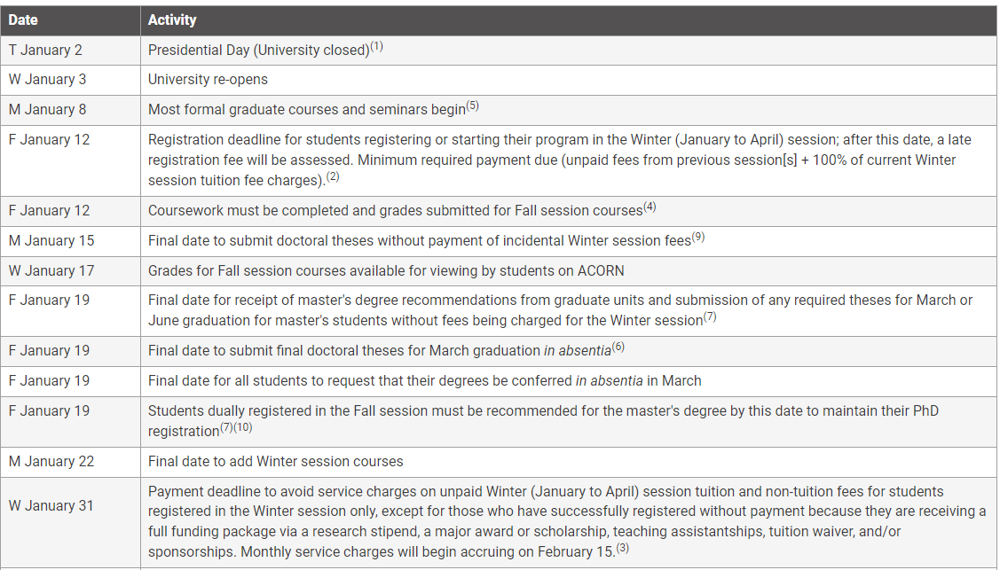 Date Activity
T January 2 Presidential Day (University closed)(1)
W January 3 University re-opens
M January 8 Most formal graduate courses and seminars begin(5)
F January 12 Registration deadline for students registering or starting their program in the Winter (January to April) session; after this date, a late
registration fee will be assessed. Minimum required payment due (unpaid fees from previous session[s] + 100% of current Winter
session tuition fee charges).(2)
F January 12 Coursework must be completed and grades submitted for Fall session courses(4)
M January 15 Final date to submit doctoral theses without payment of incidental Winter session fees(9)
W January 17 Grades for Fall session courses available for viewing by students on ACORN
F January 19 Final date for receipt of master's degree recommendations from graduate units and submission of any required theses for March or
June graduation for master's students without fees being charged for the Winter session(7)
F January 19 Final date to submit final doctoral theses for March graduation in absentia(6)
F January 19 Final date for all students to request that their degrees be conferred in absentia in March
F January 19 Students dually registered in the Fall session must be recommended for the master's degree by this date to maintain their PhD
registration(7)(10)
M January 22 Final date to add Winter session courses
W January 31 Payment deadline to avoid service charges on unpaid Winter (January to April) session tuition and non-tuition fees for students
registered in the Winter session only, except for those who have successfully registered without payment because they are receiving a
full funding package via a research stipend, a major award or scholarship, teaching assistantships, tuition waiver, and/or
sponsorships. Monthly service charges will begin accruing on February 15.(3)